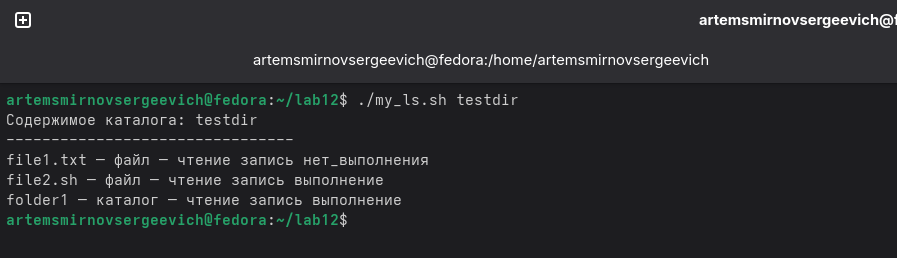 artemsmirnovsergeevich@f
artemsmirnovsergeevich@fedora:/home/artemsmirnovsergeevich
artemsmirnovsergeevich@fedora:~/lab12$ ./my_ls.sh testdir
Содержимое каталога: testdir
--------------------------------
file1.txt — файл — чтение запись нет_выполнения
file2.sh — файл — чтение запись выполнение
folder1 — каталог — чтение запись выполнение
artemsmirnovsergeevich@fedora:~/lab12$